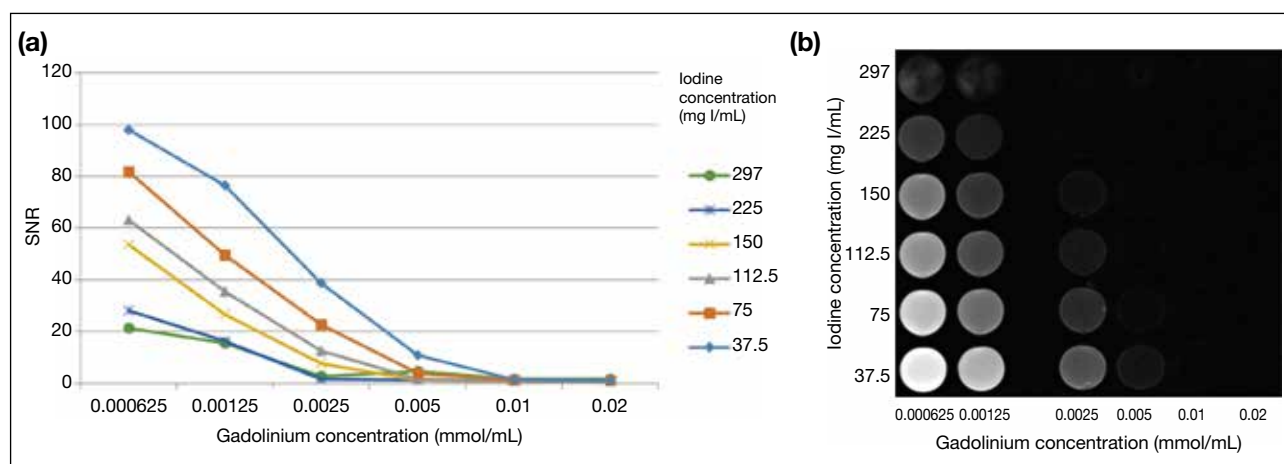 (a)
120
100
80
60
40
20
0
SNR
0.000625 0.00125 0.0025 0.005 0.01 0.02
Gadolinium concentration (mmol/mL)
Iodine
concentration
(mg I/mL)
297
225
150
112.5
75
37.5
(b)
Iodine concentration (mg I/mL)
297
225
150
112.5
75
37.5
0.000625 0.00125 0.0025 0.005 0.01 0.02
Gadolinium concentration (mmol/mL)